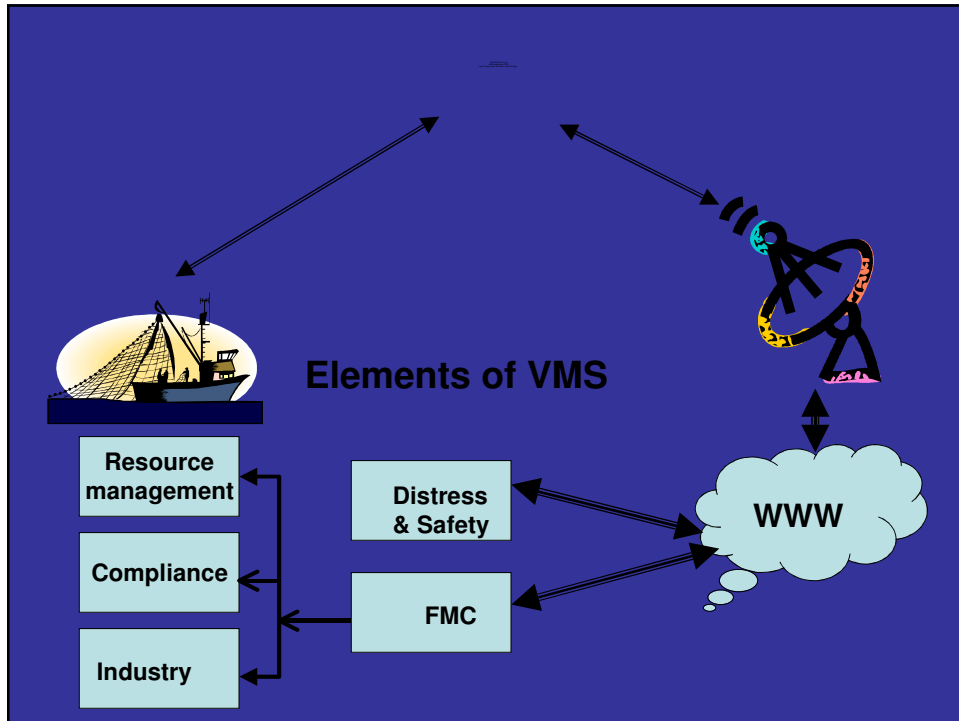 Elements of VMS
Resource
management
Distress
& Safety
WWW
Compliance
FMC
Industry